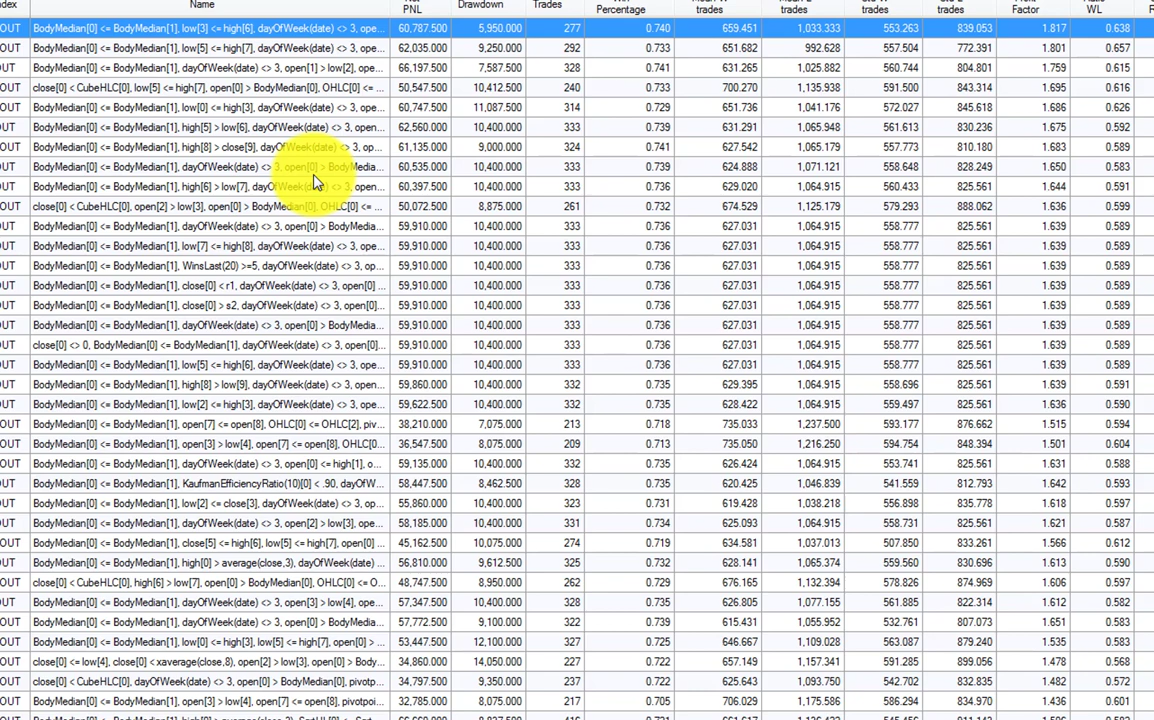 ndex Name PNL Drawdown Trades Percentage trades trades trades trades Factor WL
OUT BodyMedian[0] <= BodyMedian[1], low[3] <= high[6], dayOfWeek(date) <> 3, ope... 60,787.500 5,950.000 277 0.740 659.451 1,033.333 553.263 839.053 1.817 0.638
OUT BodyMedian[0] <= BodyMedian[1], low[5] <= high[7], dayOfWeek(date) <> 3, ope... 62,035.000 9,250.000 292 0.733 651.682 992.628 557.504 772.391 1.801 0.657
OUT BodyMedian[0] <= BodyMedian[1], dayOfWeek(date) <> 3, open[1] > low[2], ope... 66,197.500 7,587.500 328 0.741 631.265 1,025.882 560.744 804.801 1.759 0.615
OUT close[0] < CubeHLC[0], low[5] <= high[7], open[0] > BodyMedian[0], OHLC[0] <= ... 50,547.500 10,412.500 240 0.733 700.270 1,135.938 591.500 843.314 1.695 0.616
OUT BodyMedian[0] <= BodyMedian[1], low[0] <= high[3], dayOfWeek(date) <> 3, ope... 60,747.500 11,087.500 314 0.729 651.736 1,041.176 572.027 845.618 1.686 0.626
OUT BodyMedian[0] <= BodyMedian[1], high[5] > low[6], dayOfWeek(date) <> 3, open... 62,560.000 10,400.000 333 0.739 631.291 1,065.948 561.613 830.236 1.675 0.592
OUT BodyMedian[0] <= BodyMedian[1], high[8] > close[9], dayOfWeek(date) <> 3, op... 61,135.000 9,000.000 324 0.741 627.542 1,065.179 557.773 810.180 1.683 0.589
OUT BodyMedian[0] <= BodyMedian[1], dayOfWeek(date) <> 3, open[0] > BodyMedia... 60,535.000 10,400.000 333 0.739 624.888 1,071.121 558.648 828.249 1.650 0.583
OUT BodyMedian[0] <= BodyMedian[1], high[6] > low[7], dayOfWeek(date) <> 3, open... 60,397.500 10,400.000 333 0.736 629.020 1,064.915 560.433 825.561 1.644 0.591
OUT close[0] < CubeHLC[0], open[2] > low[3], open[0] > BodyMedian[0], OHLC[0] <= ... 50,072.500 8,875.000 261 0.732 674.529 1,125.179 579.293 888.062 1.636 0.599
OUT BodyMedian[0] <= BodyMedian[1], dayOfWeek(date) <> 3, open[0] > BodyMedi... 59,910.000 10,400.000 333 0.736 627.031 1,064.915 558.777 825.561 1.639 0.589
OUT BodyMedian[0] <= BodyMedian[1], low[7] <= high[8], dayOfWeek(date) <> 3, ope... 59,910.000 10,400.000 333 0.736 627.031 1,064.915 558.777 825.561 1.639 0.589
OUT BodyMedian[0] <= BodyMedian[1], WinsLast(20) >=5, dayOfWeek(date) <> 3, op... 59,910.000 10,400.000 333 0.736 627.031 1,064.915 558.777 825.561 1.639 0.589
OUT BodyMedian[0] <= BodyMedian[1], close[0] < r1, dayOfWeek(date) <> 3, open[0]... 59,910.000 10,400.000 333 0.736 627.031 1,064.915 558.777 825.561 1.639 0.589
OUT BodyMedian[0] <= BodyMedian[1], close[0] > s2, dayOfWeek(date) <> 3, open[0]... 59,910.000 10,400.000 333 0.736 627.031 1,064.915 558.777 825.561 1.639 0.589
OUT BodyMedian[0] <= BodyMedian[1], dayOfWeek(date) <> 3, open[0] > BodyMedia... 59,910.000 10,400.000 333 0.736 627.031 1,064.915 558.777 825.561 1.639 0.589
OUT close[0] <> 0, BodyMedian[0] <= BodyMedian[1], dayOfWeek(date) <> 3, open[0]... 59,910.000 10,400.000 333 0.736 627.031 1,064.915 558.777 825.561 1.639 0.589
OUT BodyMedian[0] <= BodyMedian[1], low[5] <= high[6], dayOfWeek(date) <> 3, ope... 59,910.000 10,400.000 333 0.736 627.031 1,064.915 558.777 825.561 1.639 0.589
OUT BodyMedian[0] <= BodyMedian[1], high[8] > low[9], dayOfWeek(date) <> 3, open... 59,860.000 10,400.000 332 0.735 629.395 1,064.915 558.696 825.561 1.639 0.591
OUT BodyMedian[0] <= BodyMedian[1], low[2] <= high[3], dayOfWeek(date) <> 3, ope... 59,622.500 10,400.000 332 0.735 628.422 1,064.915 559.497 825.561 1.636 0.590
OUT BodyMedian[0] <= BodyMedian[1], open[7] <= open[8], OHLC[0] <= OHLC[2], piv... 38,210.000 7,075.000 213 0.718 735.033 1,237.500 593.177 876.662 1.515 0.594
OUT BodyMedian[0] <= BodyMedian[1], open[3] > low[4], open[7] <= open[8], OHLC[0... 36,547.500 8,075.000 209 0.713 735.050 1,216.250 594.754 848.394 1.501 0.604
OUT BodyMedian[0] <= BodyMedian[1], dayOfWeek(date) <> 3, open[0] <= high[1], o... 59,135.000 10,400.000 332 0.735 626.424 1,064.915 553.741 825.561 1.631 0.588
OUT BodyMedian[0] <= BodyMedian[1], KaufmanEfficiencyRatio(10)[0] < .90, dayOfW... 58,447.500 8,462.500 328 0.735 620.425 1,046.839 541.559 812.793 1.642 0.593
OUT BodyMedian[0] <= BodyMedian[1], low[2] <= close[3], dayOfWeek(date) <> 3, ope... 55,860.000 10,400.000 323 0.731 619.428 1,038.218 556.898 835.778 1.618 0.597
OUT BodyMedian[0] <= BodyMedian[1], dayOfWeek(date) <> 3, open[2] > low[3], ope... 58,185.000 10,400.000 331 0.734 625.093 1,064.915 558.731 825.561 1.621 0.587
OUT BodyMedian[0] <= BodyMedian[1], close[5] <= high[6], low[5] <= high[7], open[0] ... 45,162.500 10,075.000 274 0.719 634.581 1,037.013 507.850 833.261 1.566 0.612
OUT BodyMedian[0] <= BodyMedian[1], high[0] > average(close,3), dayOfWeek(date) ... 56,810.000 9,612.500 325 0.732 628.141 1,065.374 559.560 830.696 1.613 0.590
OUT close[0] < CubeHLC[0], high[6] > low[7], open[0] > BodyMedian[0], OHLC[0] <= O... 48,747.500 8,950.000 262 0.729 676.165 1,132.394 578.826 874.969 1.606 0.597
OUT BodyMedian[0] <= BodyMedian[1], dayOfWeek(date) <> 3, open[3] > low[4], ope... 57,347.500 10,400.000 328 0.735 626.805 1,077.155 561.885 822.314 1.612 0.582
OUT BodyMedian[0] <= BodyMedian[1], dayOfWeek(date) <> 3, open[0] > BodyMedi... 57,772.500 9,100.000 322 0.739 615.431 1,055.952 532.761 807.073 1.651 0.583
OUT BodyMedian[0] <= BodyMedian[1], low[0] <= high[3], low[5] <= high[7], open[0] > ... 53,447.500 12,100.000 327 0.725 646.667 1,109.028 563.087 879.240 1.535 0.583
OUT close[0] <= low[4], close[0] < xaverage(close,8), open[2] > low[3], open[0] > Body... 34,860.000 14,050.000 227 0.722 657.149 1,157.341 591.285 899.056 1.478 0.568
OUT close[0] < CubeHLC[0], dayOfWeek(date) <> 3, open[0] > BodyMedian[0], pivotp... 34,797.500 9,350.000 237 0.722 625.643 1,093.750 542.702 832.835 1.482 0.572
OUT BodyMedian[0] <= BodyMedian[1], open[3] > low[4], open[7] <= open[8], pivotpoi... 32,785.000 8,100.000 217 0.705 706.029 1,128.125 586.294 830.943 1.436 0.601